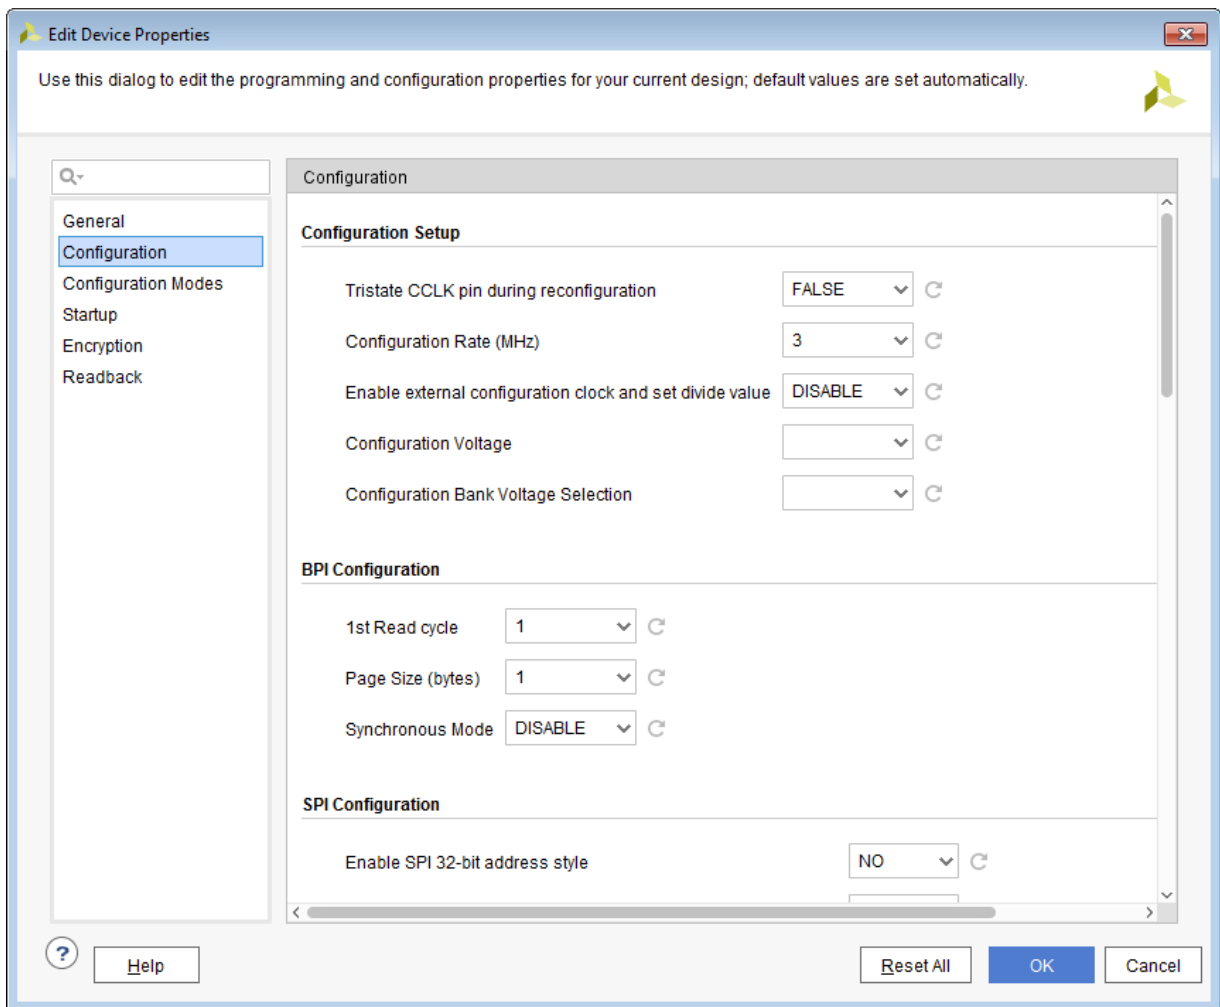 Edit Device Properties
Use this dialog to edit the programming and configuration properties for your current design; default values are set automatically.
Configuration
General
Configuration
Configuration Modes
Startup
Encryption
Readback
Configuration Setup
Tristate CCLK pin during reconfiguration FALSE
Configuration Rate (MHz) 3
Enable external configuration clock and set divide value DISABLE
Configuration Voltage
Configuration Bank Voltage Selection
BPI Configuration
1st Read cycle 1
Page Size (bytes) 1
Synchronous Mode DISABLE
SPI Configuration
Enable SPI 32-bit address style NO
? Help Reset All OK Cancel